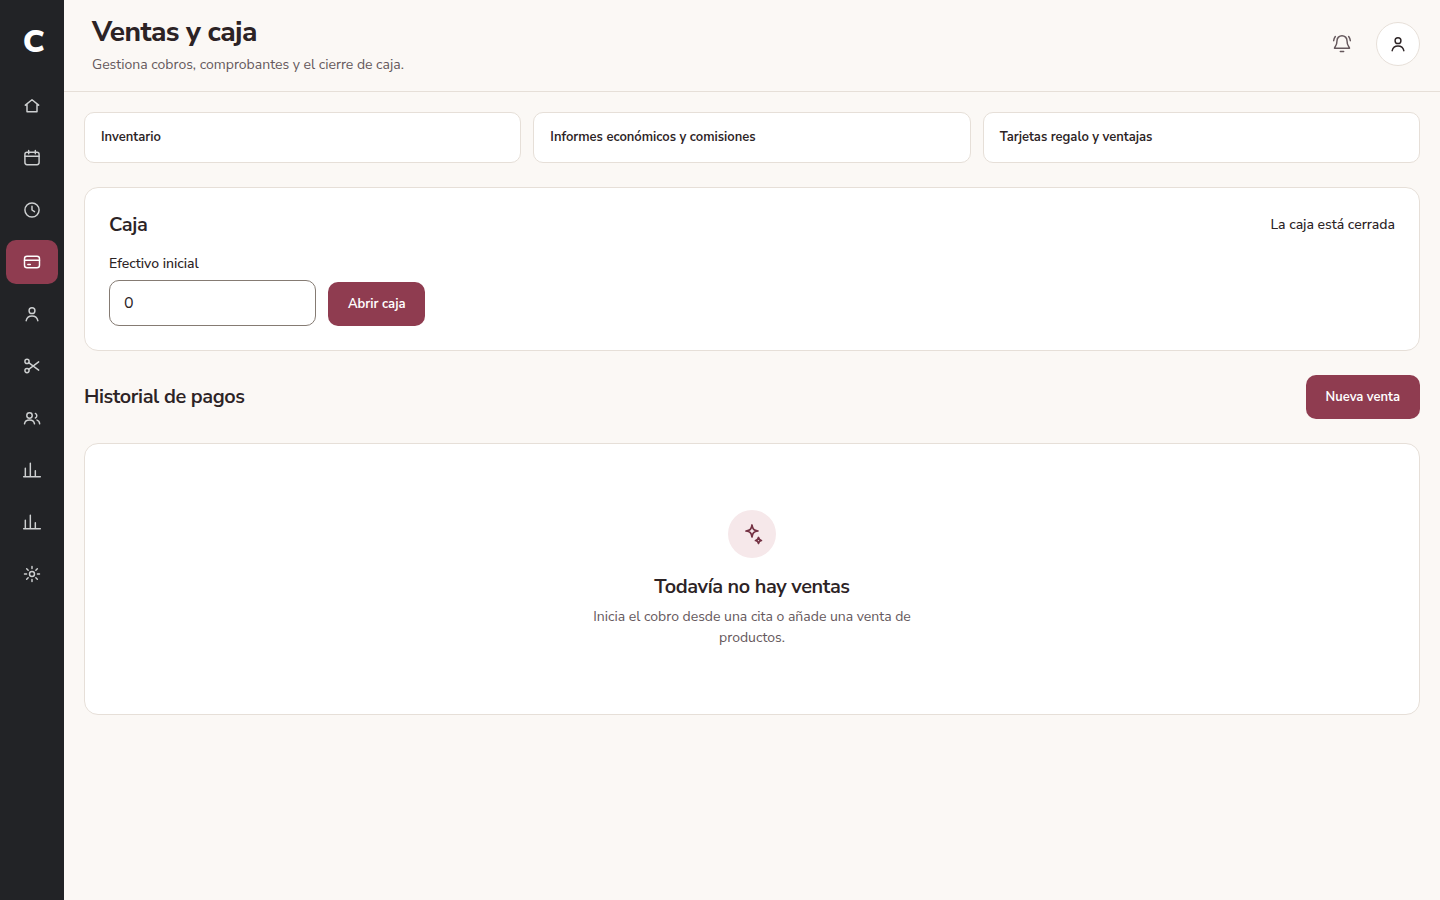 C
Ventas y caja
Gestiona cobros, comprobantes y el cierre de caja.
Inventario
Informes económicos y comisiones
Tarjetas regalo y ventajas
Caja
La caja está cerrada
Efectivo inicial
0
Abrir caja
Historial de pagos
Nueva venta
Todavía no hay ventas
Inicia el cobro desde una cita o añade una venta de
productos.